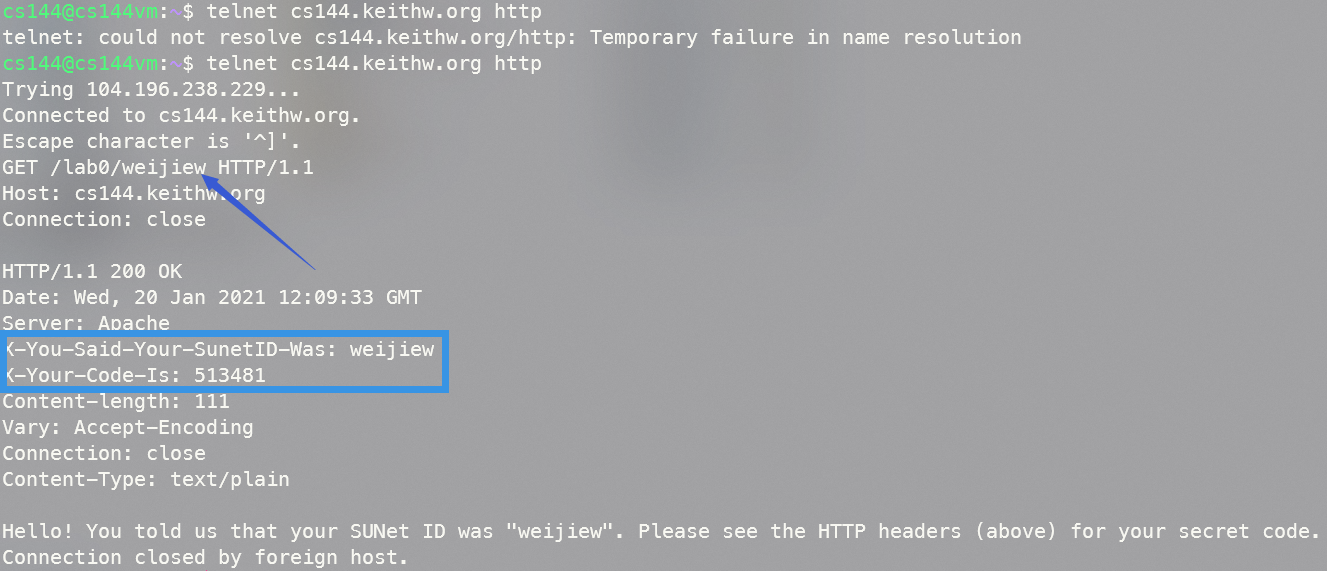 cs144@cs144vm:~$ telnet cs144.keithw.org http
telnet: could not resolve cs144.keithw.org/http: Temporary failure in name resolution
cs144@cs144vm:~$ telnet cs144.keithw.org http
Trying 104.196.238.229...
Connected to cs144.keithw.org.
Escape character is '^]'.
GET /lab0/weijiew HTTP/1.1
Host: cs144.keithw.org
Connection: close
HTTP/1.1 200 OK
Date: Wed, 20 Jan 2021 12:09:33 GMT
Server: Apache
X-You-Said-Your-SunetID-Was: weijiew
X-Your-Code-Is: 513481
Content-length: 111
Vary: Accept-Encoding
Connection: close
Content-Type: text/plain
Hello! You told us that your SUNet ID was "weijiew". Please see the HTTP headers (above) for your secret code.
Connection closed by foreign host.